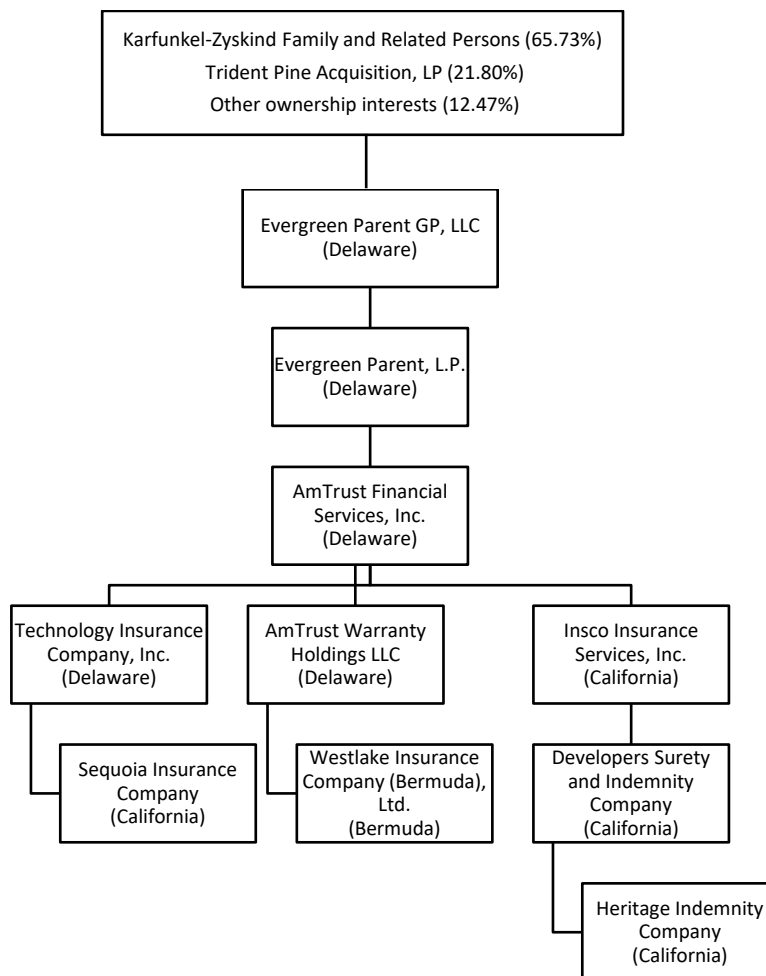 Karfunkel-Zyskind Family and Related Persons (65.73%)
Trident Pine Acquisition, LP (21.80%)
Other ownership interests (12.47%)
Evergreen Parent GP, LLC
(Delaware)
Evergreen Parent, L.P.
(Delaware)
AmTrust Financial
Services, Inc.
(Delaware)
Technology Insurance
Company, Inc.
(Delaware)
AmTrust Warranty
Holdings LLC
(Delaware)
Insco Insurance
Services, Inc.
(California)
Sequoia Insurance
Company
(California)
Westlake Insurance
Company (Bermuda),
Ltd.
(Bermuda)
Developers Surety
and Indemnity
Company
(California)
Heritage Indemnity
Company
(California)